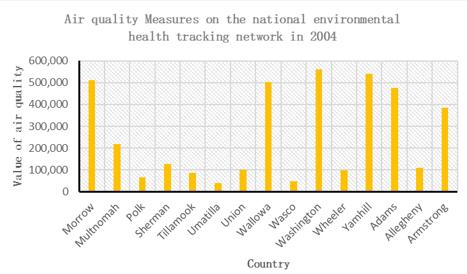 Air quality Measures on the national environmental
health tracking network in 2004
Value of air quality
600,000
500,000
400,000
300,000
200,000
100,000
0
Morrow
Multnomah
Polk
Sherman
Tillamook
Umatilla
Union
Wallowa
Wasco
Washington
Wheeler
Yamhill
Adams
Allegheny
Armstrong
Country